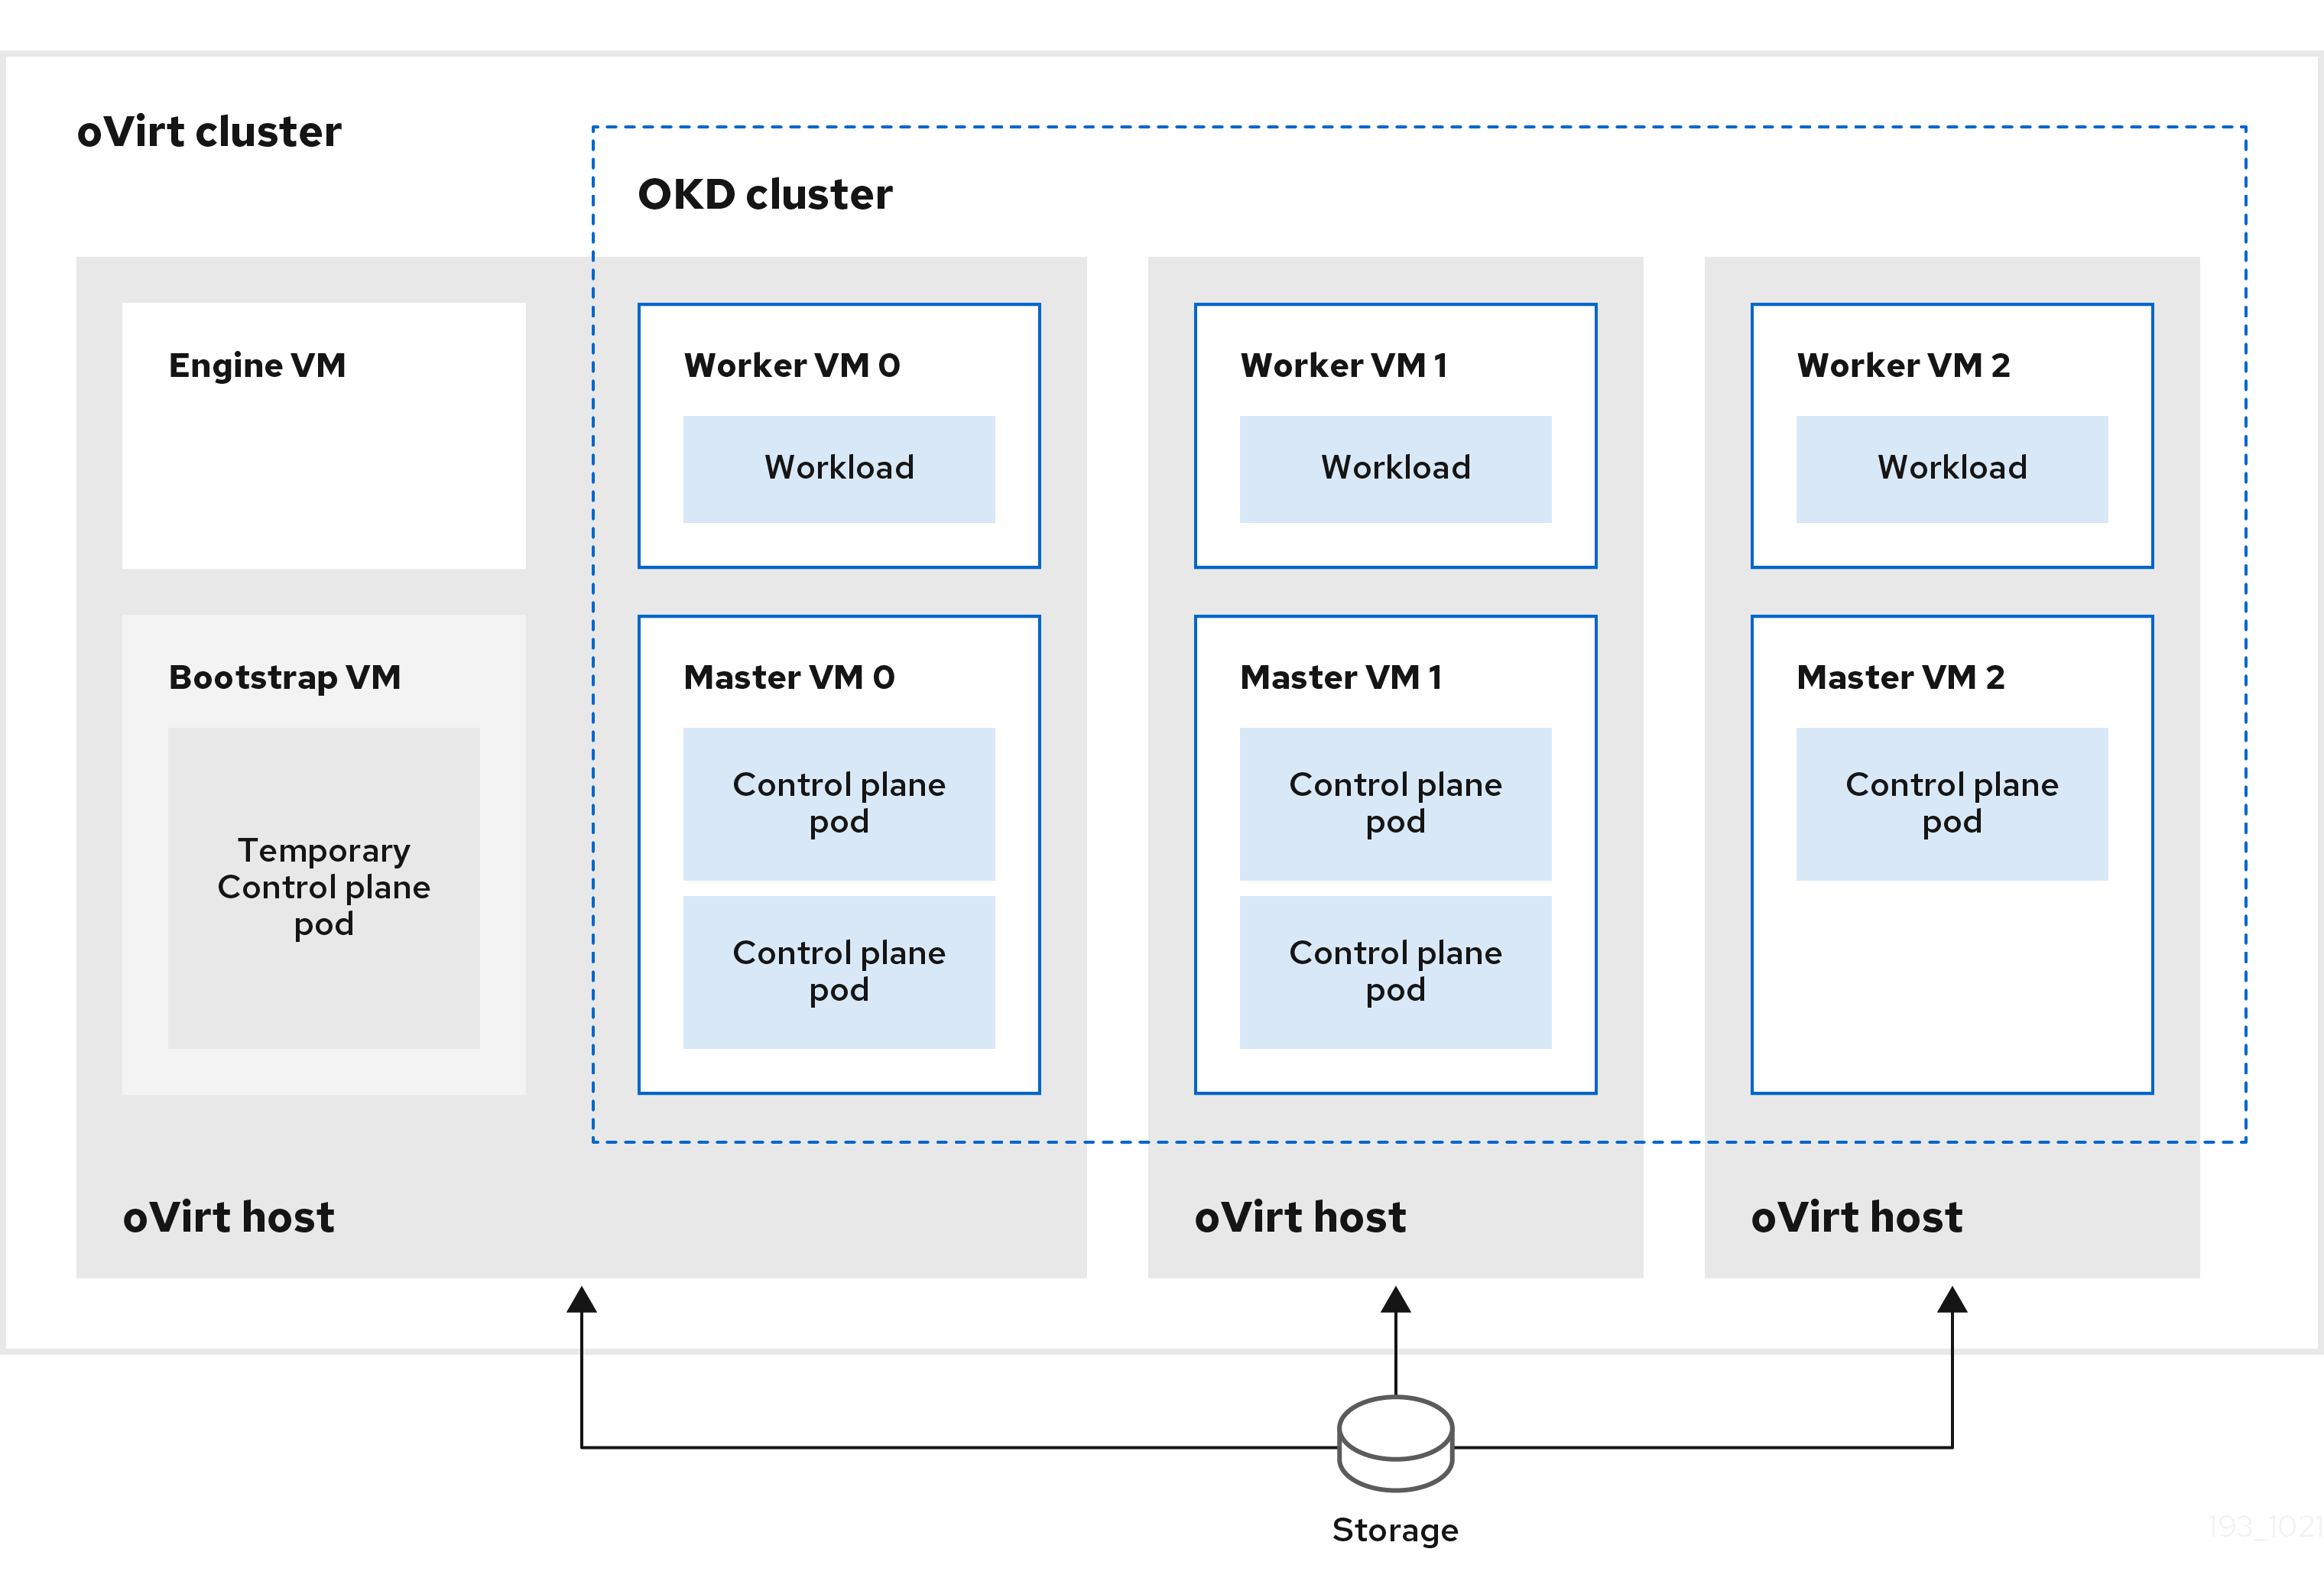 oVirt cluster
OKD cluster
Engine VM
Worker VM 0
Workload
Worker VM 1
Workload
Worker VM 2
Workload
Bootstrap VM
Temporary
Control plane
pod
Master VM 0
Control plane
pod
Control plane
pod
Master VM 1
Control plane
pod
Control plane
pod
Master VM 2
Control plane
pod
oVirt host
oVirt host
oVirt host
Storage
193_1021